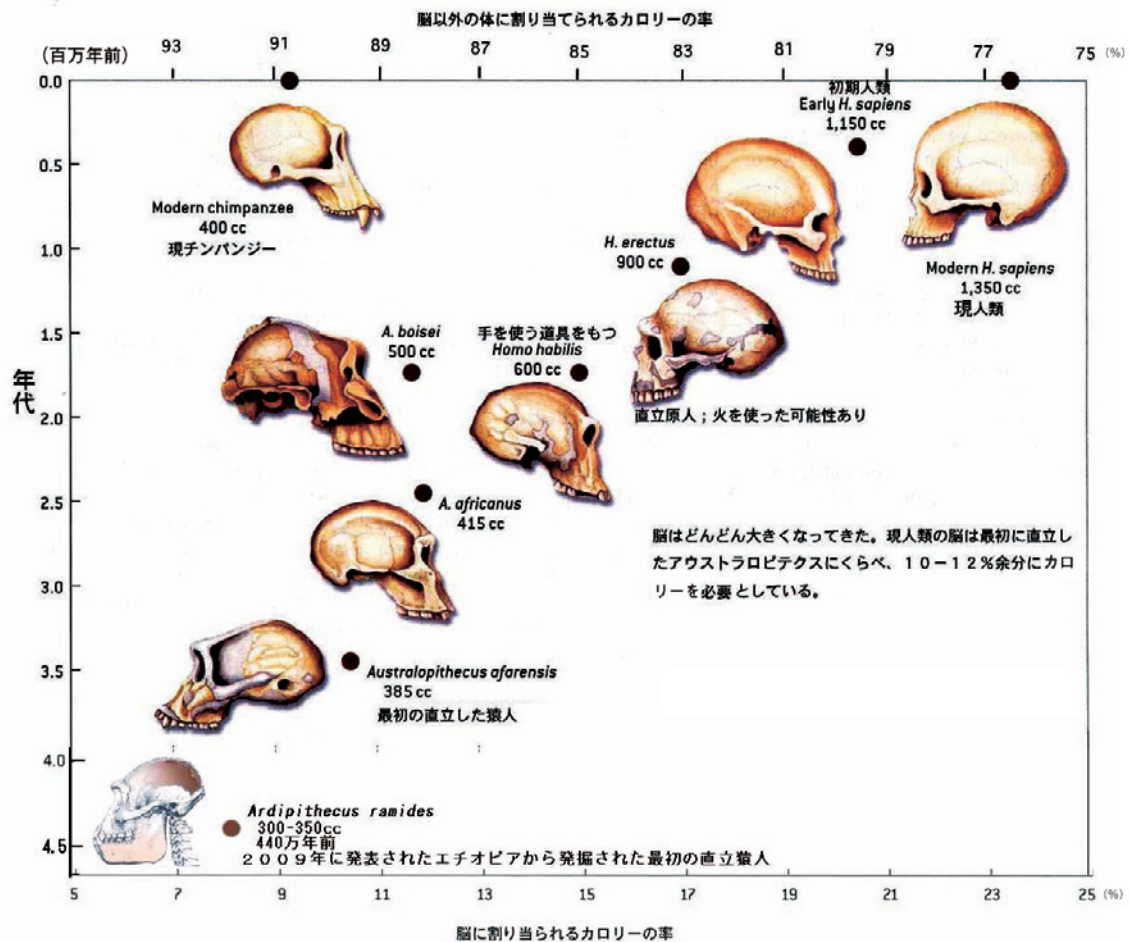 脳以外の体に割り当てられるカロリーの率
(百万年前)
93 91 89 87 85 83 81 79 77 75 (%)
0.0
0.5
1.0
1.5
2.0
2.5
3.0
3.5
4.0
4.5
年代
Modern chimpanzee
400 cc
現チンパンジー
初期人類
Early H. sapiens
1,150 cc
H. erectus
900 cc
Modern H. sapiens
1,350 cc
現人類
A. boisei
500 cc
手を使う道具をもつ
Homo habilis
600 cc
直立原人；火を使った可能性あり
A. africanus
415 cc
脳はどんどん大きくなってきた。現人類の脳は最初に直立し
たアウストラロピテクスにくらべ、１０－１２％余分にカロ
リーを必要としている。
Australopithecus afarensis
385 cc
最初の直立した猿人
Ardipithecus ramides
300-350cc
440万年前
２００９年に発表されたエチオピアから発掘された最初の直立猿人
5 7 9 11 13 15 17 19 21 23 25 (%)
脳に割り当られるカロリーの率